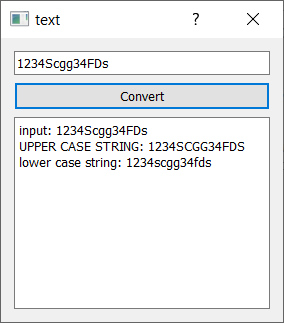 text
?
1234Scgg34FDs
Convert
input: 1234Scgg34FDs
UPPER CASE STRING: 1234SCGG34FDS
lower case string: 1234scgg34fds